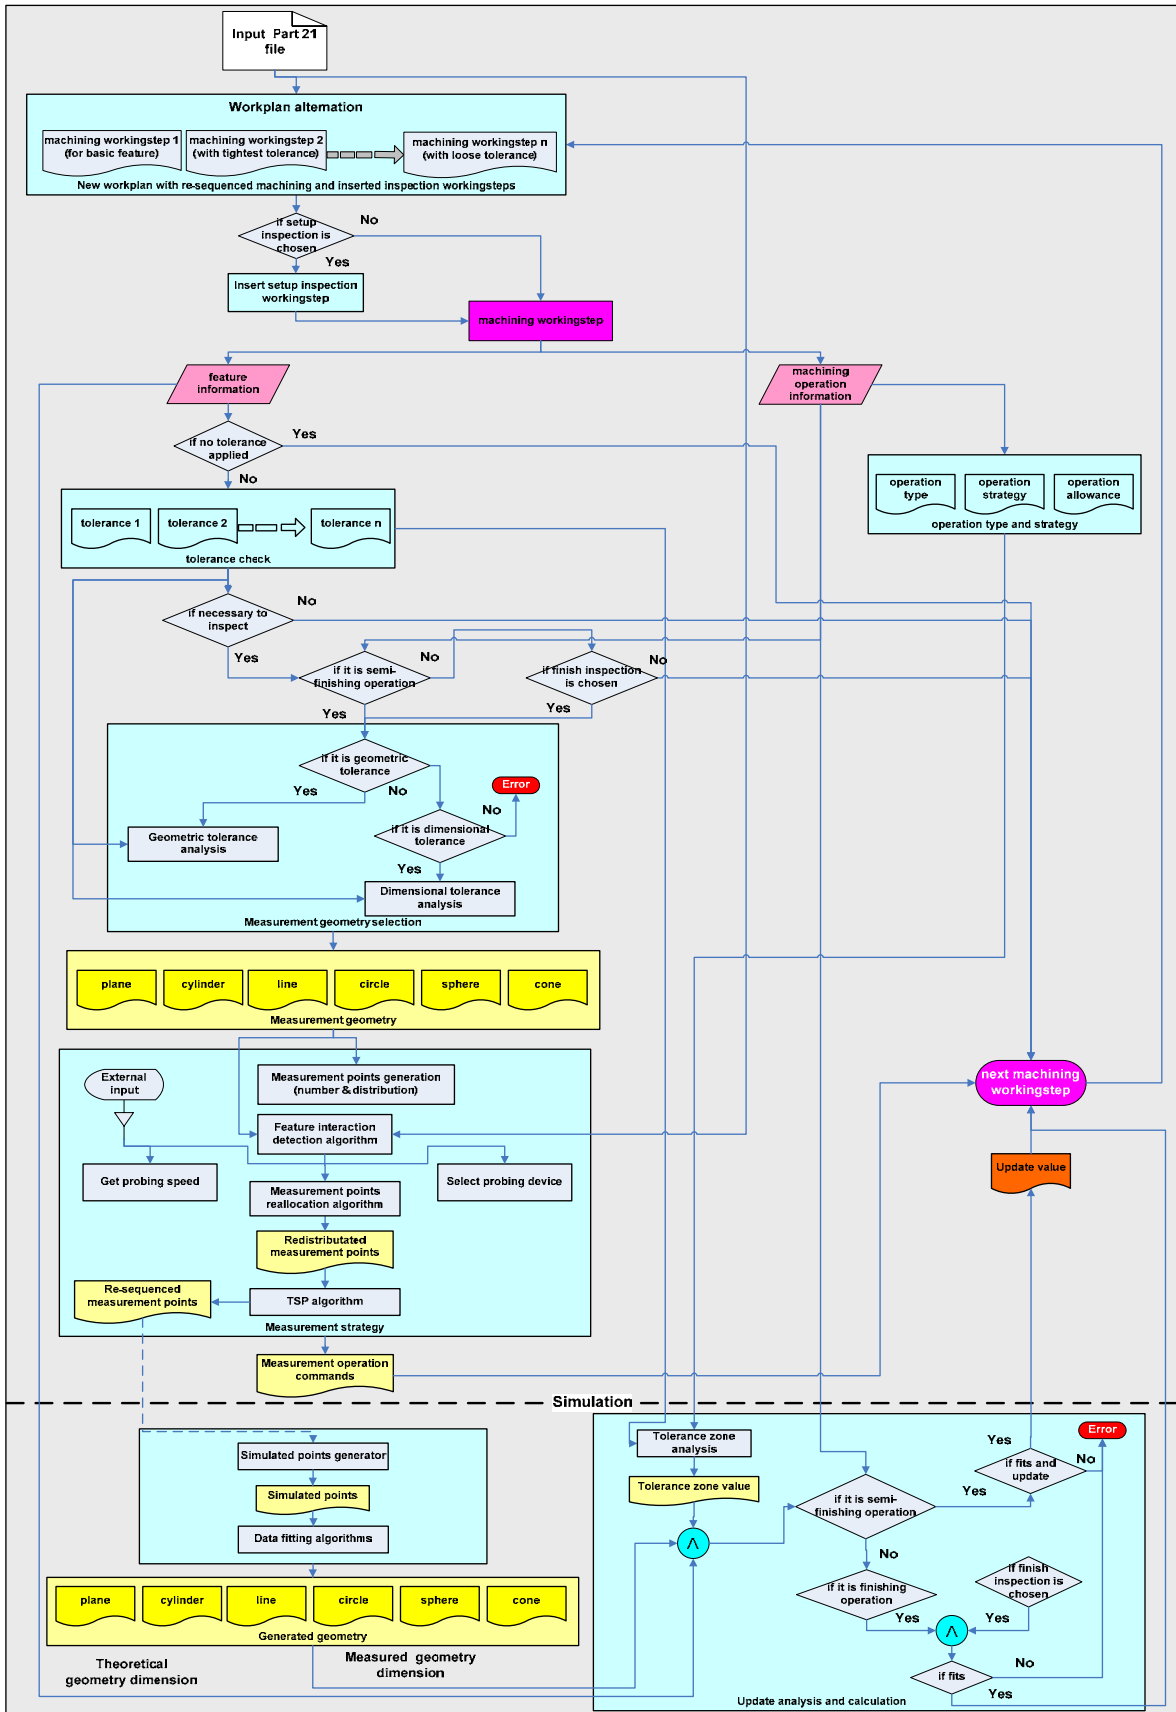 Input Part 21
file
Workplan alternation
machining workingstep 1
(for basic feature)
machining workingstep 2
(with tightest tolerance)
machining workingstep n
(with loose tolerance)
New workplan with re-sequenced machining and inserted inspection workingsteps
if setup
inspection is
chosen
No
Yes
Insert setup inspection
workingstep
machining workingstep
feature
information
machining
operation
information
if no tolerance
applied
Yes
No
operation
type
operation
strategy
operation
allowance
operation type and strategy
tolerance 1
tolerance 2
tolerance n
tolerance check
if necessary to
inspect
No
Yes
if it is semi-
finishing operation
No
if finish inspection
is chosen
No
Yes
Yes
if it is geometric
tolerance
Yes
No
Error
No
if it is dimensional
tolerance
Geometric tolerance
analysis
Yes
Dimensional tolerance
analysis
Measurement geometry selection
plane
cylinder
line
circle
sphere
cone
Measurement geometry
External
input
Measurement points generation
(number & distribution)
next machining
workingstep
Feature interaction
detection algorithm
Get probing speed
Select probing device
Update value
Measurement points
reallocation algorithm
Redistributated
measurement points
Re-sequenced
measurement points
TSP algorithm
Measurement strategy
Measurement operation
commands
Simulation
Simulated points generator
Simulated points
Data fitting algorithms
Tolerance zone
analysis
Tolerance zone value
Λ
if it is semi-
finishing operation
Yes
Yes
if fits and
update
No
Error
No
if it is finishing
operation
if finish
inspection is
chosen
Yes
Yes
Λ
if fits
No
Yes
Update analysis and calculation
plane
cylinder
line
circle
sphere
cone
Generated geometry
Theoretical
geometry dimension
Measured geometry
dimension